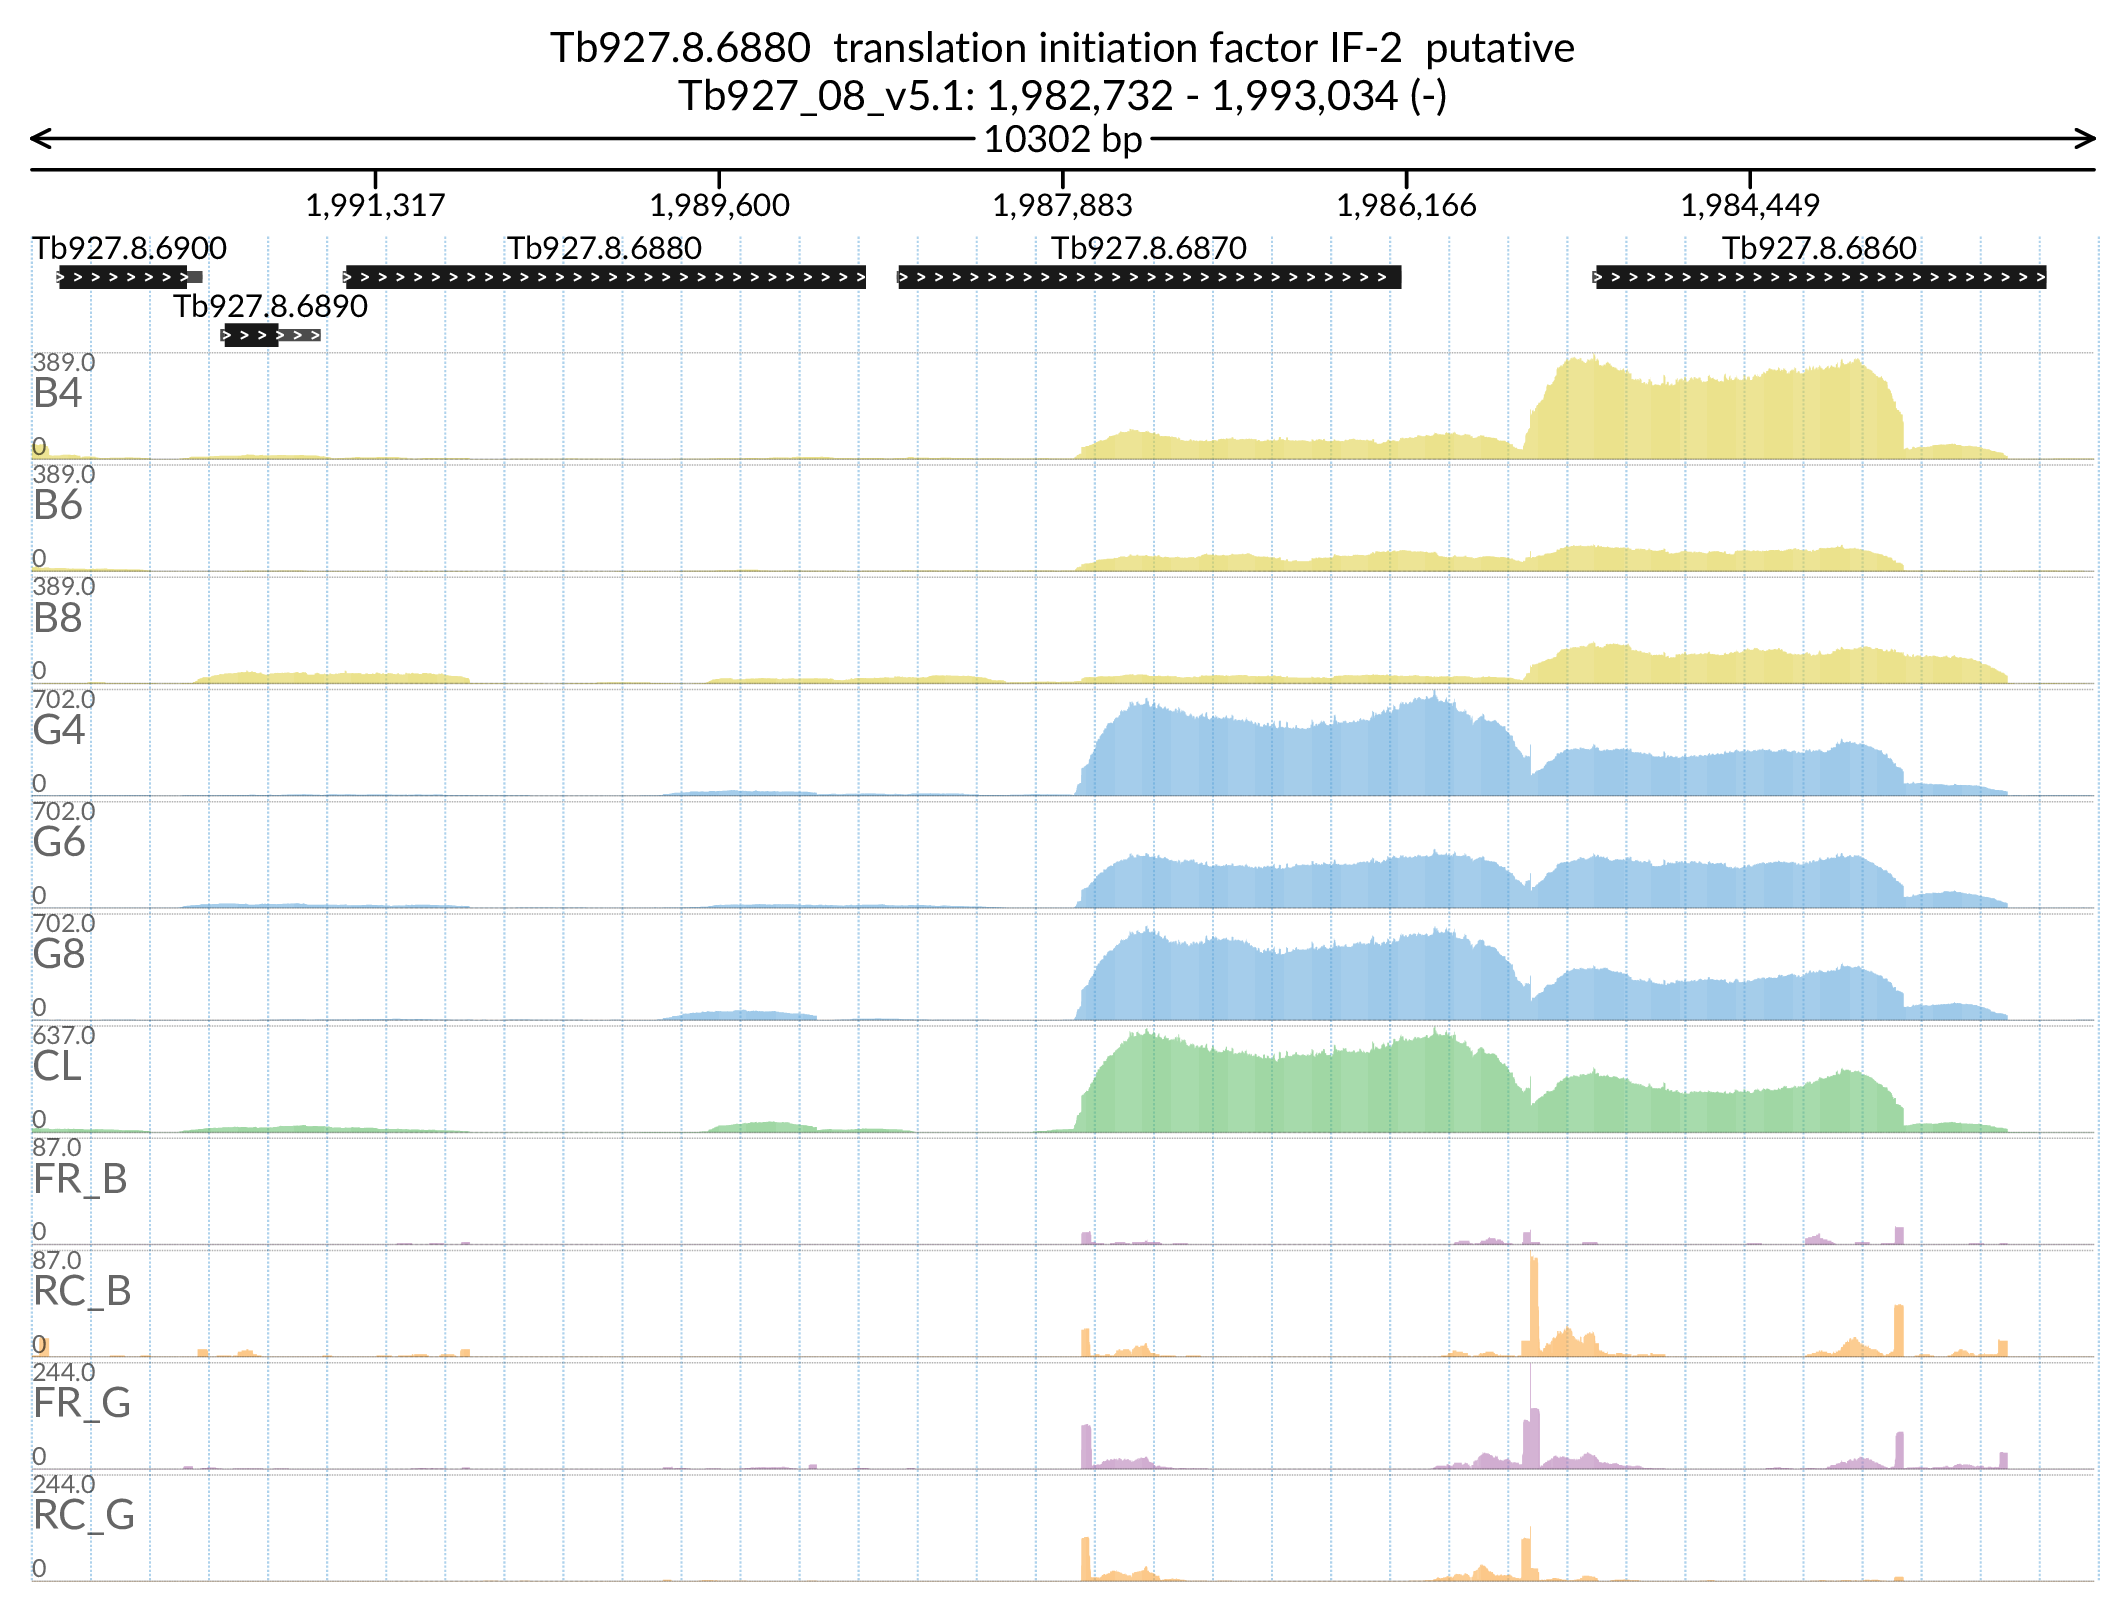 Tb927.8.6880 translation initiation factor IF-2 putative
Tb927_08_v5.1: 1,982,732 - 1,993,034 (-)
10302 bp
1,991,317 1,989,600 1,987,883 1,986,166 1,984,449
Tb927.8.6900 Tb927.8.6880 Tb927.8.6870 Tb927.8.6860
Tb927.8.6890
389.0
B4
0
389.0
B6
0
389.0
B8
0
702.0
G4
0
702.0
G6
0
702.0
G8
0
637.0
CL
0
87.0
FR_B
0
87.0
RC_B
0
244.0
FR_G
0
244.0
RC_G
0